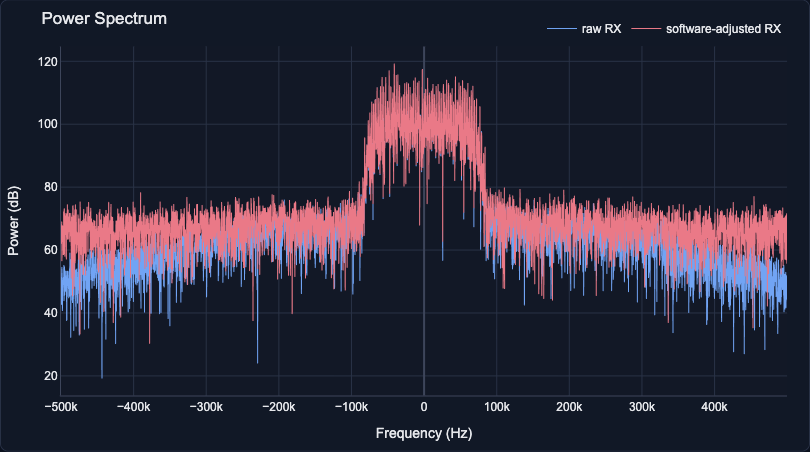 Power Spectrum
raw RX
software-adjusted RX
120
100
80
60
40
20
Power (dB)
−500k
−400k
−300k
−200k
−100k
0
100k
200k
300k
400k
Frequency (Hz)